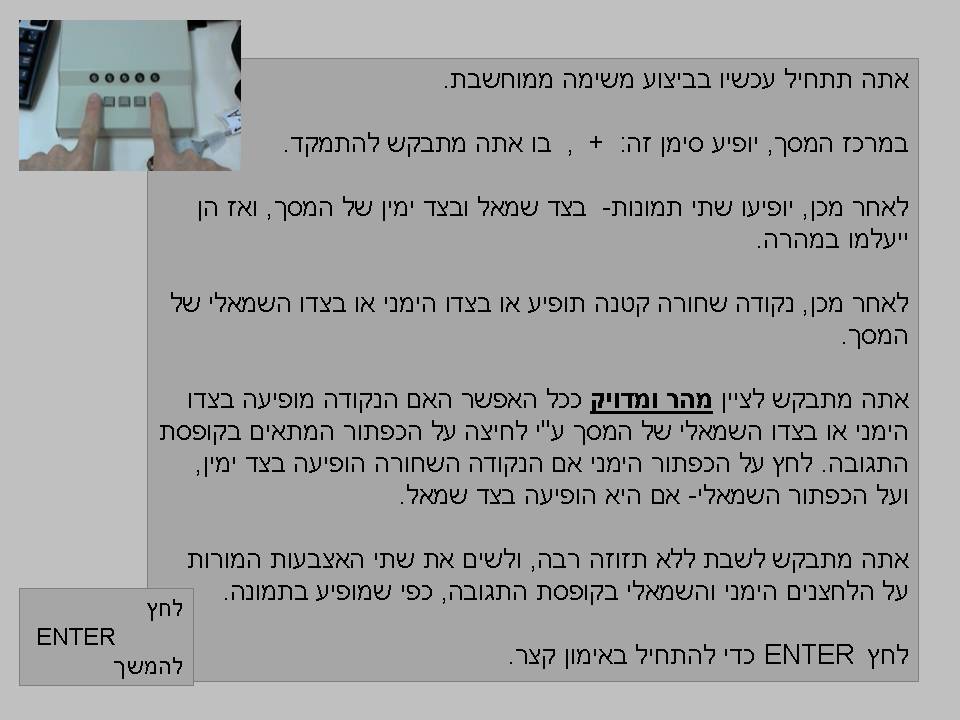 אתה תתחיל עכשיו בביצוע משימה ממוחשבת.
במרכז המסך, יופיע סימן זה: + , בו אתה מתבקש להתמקד.
לאחר מכן, יופיעו שתי תמונות- בצד שמאל ובצד ימין של המסך, ואז הן
ייעלמו במהרה.
לאחר מכן, נקודה שחורה קטנה תופיע או בצדו הימני או בצדו השמאלי של
המסך.
אתה מתבקש לציין מהר ומדויק ככל האפשר האם הנקודה מופיעה בצדו
הימני או בצדו השמאלי של המסך ע"י לחיצה על הכפתור המתאים בקופסת
התגובה. לחץ על הכפתור הימני אם הנקודה השחורה הופיעה בצד ימין,
ועל הכפתור השמאלי- אם היא הופיעה בצד שמאל.
אתה מתבקש לשבת ללא תזוזה רבה, ולשים את שתי האצבעות המורות
על הלחצנים הימני והשמאלי בקופסת התגובה, כפי שמופיע בתמונה.
לחץ ENTER כדי להתחיל באימון קצר.
לחץ
ENTER
להמשך